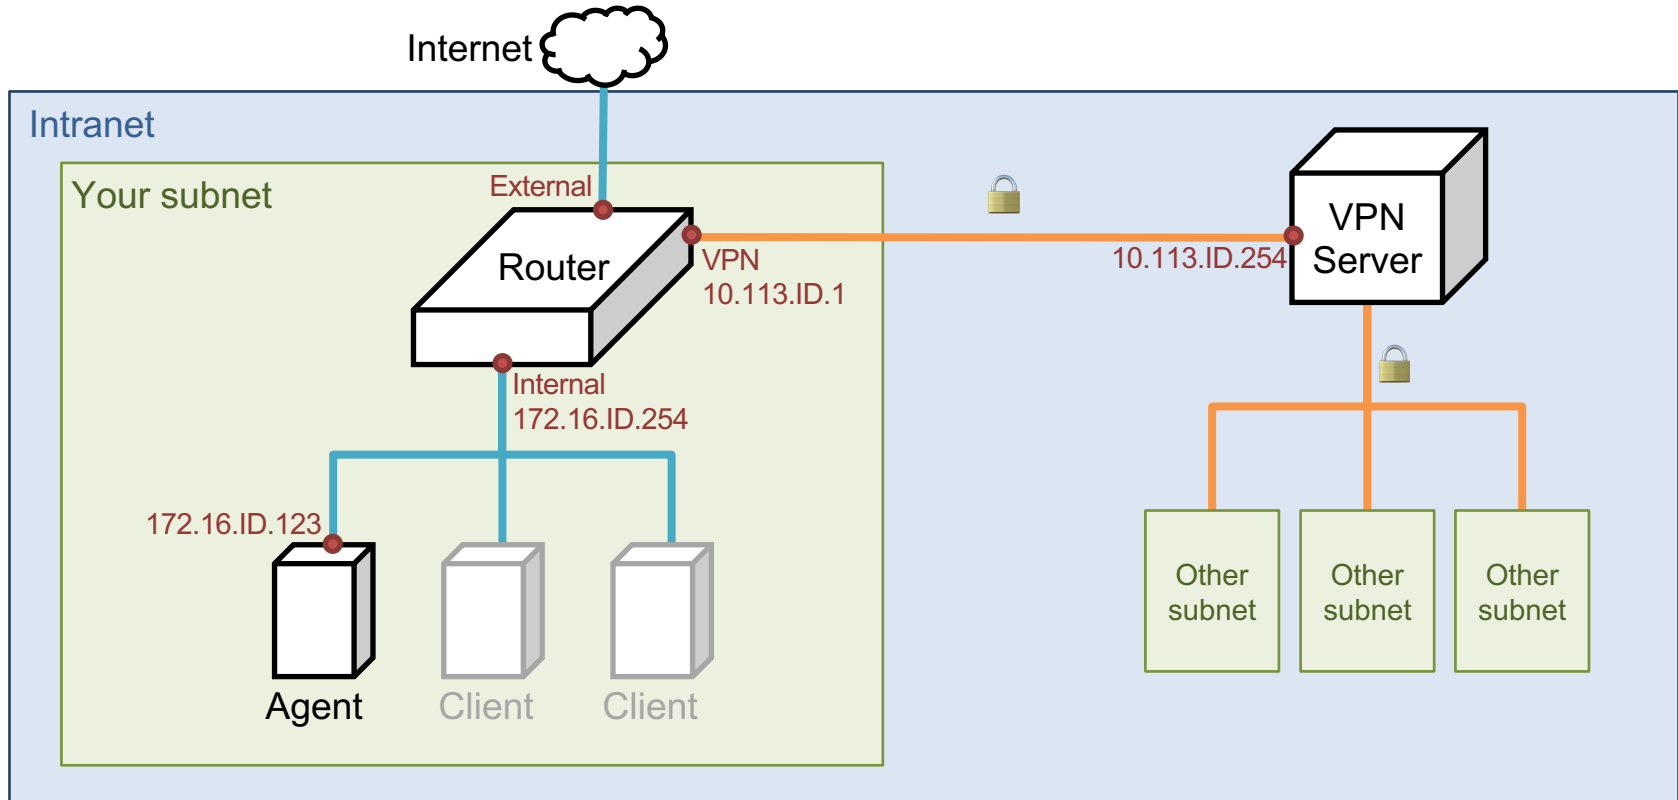 Internet
Intranet
Your subnet
External
Router
VPN
10.113.ID.1
10.113.ID.254
VPN
Server
Internal
172.16.ID.254
172.16.ID.123
Agent
Client
Client
Other
subnet
Other
subnet
Other
subnet